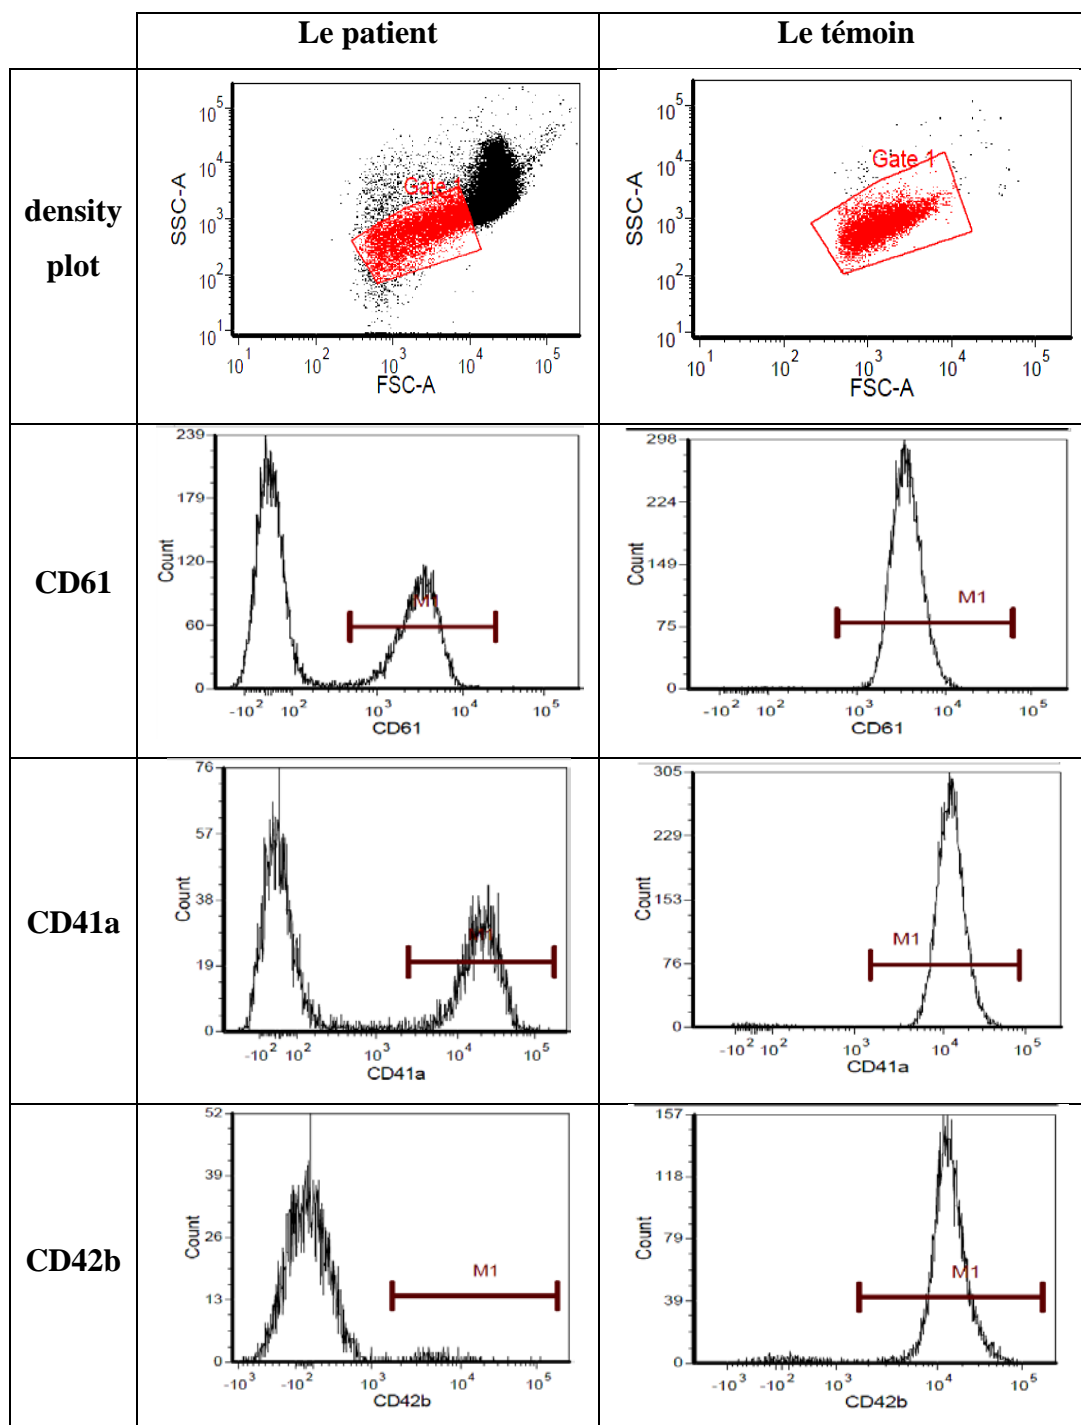 Le patient
Le témoin
density
plot
SSC-A
10^5
10^4
10^3
10^2
10^1
Gate 1
10^1 10^2 10^3 10^4 10^5
FSC-A
SSC-A
10^5
10^4
10^3
10^2
10^1
Gate 1
10^1 10^2 10^3 10^4 10^5
FSC-A
CD61
Count
239
179
120
60
0
M1
-10^2 10^2 10^3 10^4 10^5
CD61
Count
298
224
149
75
0
M1
-10^2 10^2 10^3 10^4 10^5
CD61
CD41a
Count
76
57
38
19
0
-10^2 10^2 10^3 10^4 10^5
CD41a
Count
305
229
153
76
0
M1
-10^2 10^2 10^3 10^4 10^5
CD41a
CD42b
Count
52
39
26
13
0
M1
-10^3 -10^2 10^3 10^4 10^5
CD42b
Count
157
118
79
39
0
M1
-10^3 -10^2 10^2 10^4 10^5
CD42b